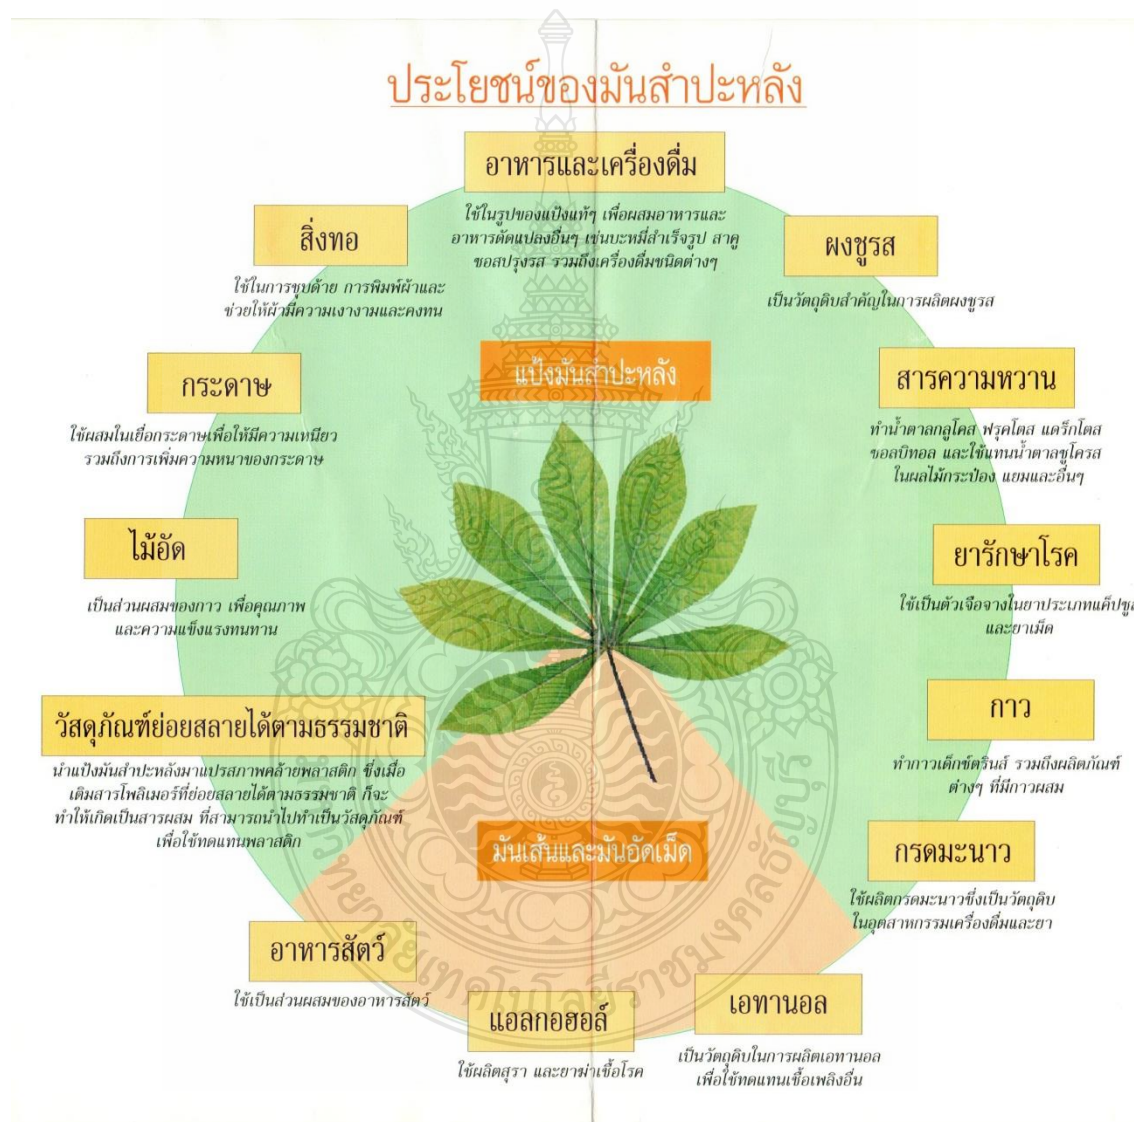 ประโยชน์ของมันสำปะหลัง
อาหารและเครื่องดื่ม
ใช้ในรูปของแป้งแท้ๆ เพื่อผสมอาหารและ
อาหารดัดแปลงอื่นๆ เช่นบะหมี่สำเร็จรูป สาคู
ซอสปรุงรส รวมถึงเครื่องดื่มชนิดต่างๆ
สิ่งทอ
ใช้ในการชุบด้าย การพิมพ์ผ้าและ
ช่วยให้ผ้ามีความเงางามและคงทน
ผงชูรส
เป็นวัตถุดิบสำคัญในการผลิตผงชูรส
แป้งมันสำปะหลัง
กระดาษ
ใช้ผสมในเยื่อกระดาษเพื่อให้มีความเหนียว
รวมถึงการเพิ่มความหนาของกระดาษ
สารความหวาน
ทำน้ำตาลกลูโคส ฟรุคโตส แดร็กโตส
ซอลบิทอล และใช้แทนน้ำตาลซูโครส
ในผลไม้กระป๋อง แยมและอื่นๆ
ไม้อัด
เป็นส่วนผสมของกาว เพื่อคุณภาพ
และความแข็งแรงทนทาน
ยารักษาโรค
ใช้เป็นตัวเจือจางในยาประเภทแค็ปซูล
และยาเม็ด
วัสดุภัณฑ์ย่อยสลายได้ตามธรรมชาติ
นำแป้งมันสำปะหลังมาแปรสภาพคล้ายพลาสติก ซึ่งเมื่อ
เติมสารโพลิเมอร์ที่ย่อยสลายได้ตามธรรมชาติ ก็จะ
ทำให้เกิดเป็นสารผสม ที่สามารถนำไปทำเป็นวัสดุภัณฑ์
เพื่อใช้ทดแทนพลาสติก
กาว
ทำกาวเด็กซ์ตรินส์ รวมถึงผลิตภัณฑ์
ต่างๆ ที่มีกาวผสม
มันเส้นและมันอัดเม็ด
กรดมะนาว
ใช้ผลิตกรดมะนาวซึ่งเป็นวัตถุดิบ
ในอุตสาหกรรมเครื่องดื่มและยา
อาหารสัตว์
ใช้เป็นส่วนผสมของอาหารสัตว์
แอลกอฮอล์
ใช้ผลิตสุรา และยาฆ่าเชื้อโรค
เอทานอล
เป็นวัตถุดิบในการผลิตเอทานอล
เพื่อใช้ทดแทนเชื้อเพลิงอื่น
มหาวิทยาลัยเทคโนโลยีราชมงคลธัญบุรี